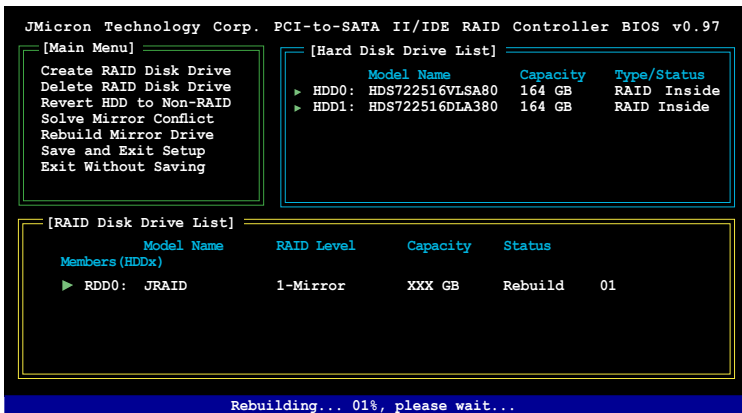 JMicron Technology Corp. PCI-to-SATA II/IDE RAID Controller BIOS v0.97
[Main Menu]
Create RAID Disk Drive
Delete RAID Disk Drive
Revert HDD to Non-RAID
Solve Mirror Conflict
Rebuild Mirror Drive
Save and Exit Setup
Exit Without Saving
[Hard Disk Drive List]
Model Name Capacity Type/Status
HDD0: HDS722516VLSA80 164 GB RAID Inside
HDD1: HDS722516DLA380 164 GB RAID Inside
[RAID Disk Drive List]
Model Name RAID Level Capacity Status
Members(HDDx)
RDD0: JRAID 1-Mirror XXX GB Rebuild 01
Rebuilding... 01%, please wait...